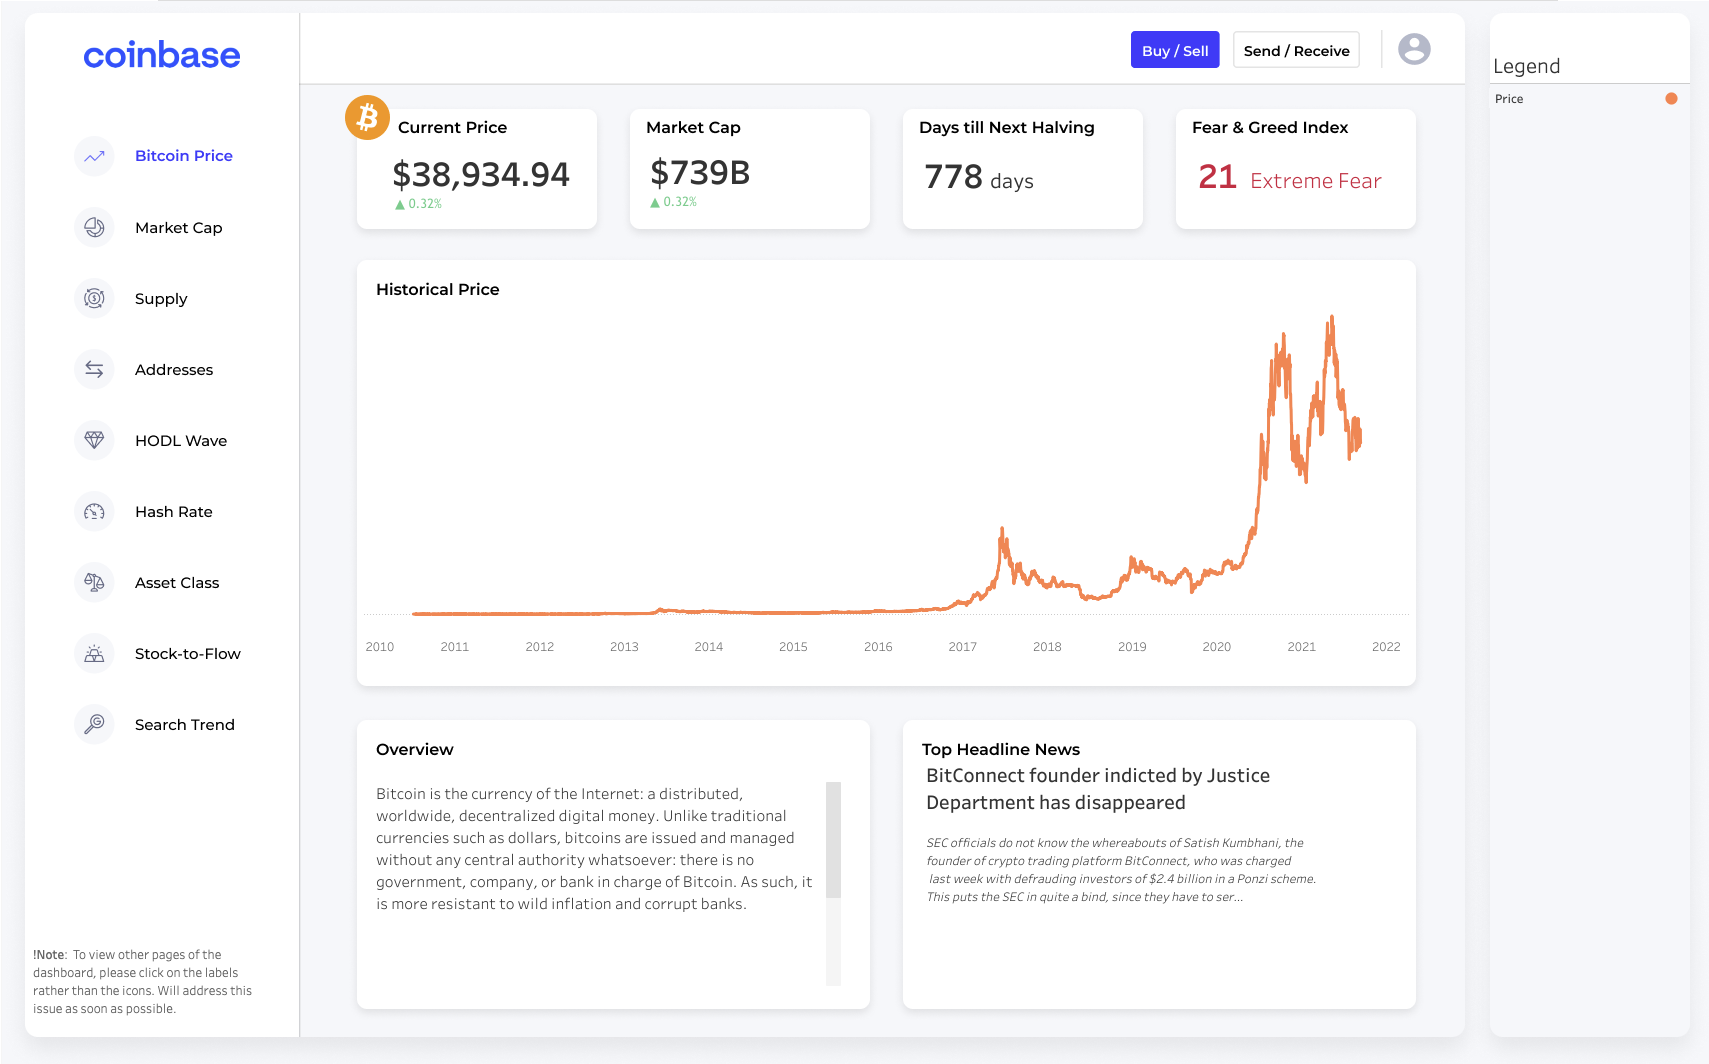 coinbase
Buy / Sell
Send / Receive
Bitcoin Price
Market Cap
Supply
Addresses
HODL Wave
Hash Rate
Asset Class
Stock-to-Flow
Search Trend
!Note:  To view other pages of the
dashboard, please click on the labels
rather than the icons. Will address this
issue as soon as possible.
Current Price
$38,934.94
▲ 0.32%
Market Cap
$739B
▲ 0.32%
Days till Next Halving
778 days
Fear & Greed Index
21 Extreme Fear
Historical Price
2010 2011 2012 2013 2014 2015 2016 2017 2018 2019 2020 2021 2022
Overview
Bitcoin is the currency of the Internet: a distributed,
worldwide, decentralized digital money. Unlike traditional
currencies such as dollars, bitcoins are issued and managed
without any central authority whatsoever: there is no
government, company, or bank in charge of Bitcoin. As such, it
is more resistant to wild inflation and corrupt banks.
Top Headline News
BitConnect founder indicted by Justice
Department has disappeared
SEC officials do not know the whereabouts of Satish Kumbhani, the
founder of crypto trading platform BitConnect, who was charged
last week with defrauding investors of $2.4 billion in a Ponzi scheme.
This puts the SEC in quite a bind, since they have to ser...
Legend
Price